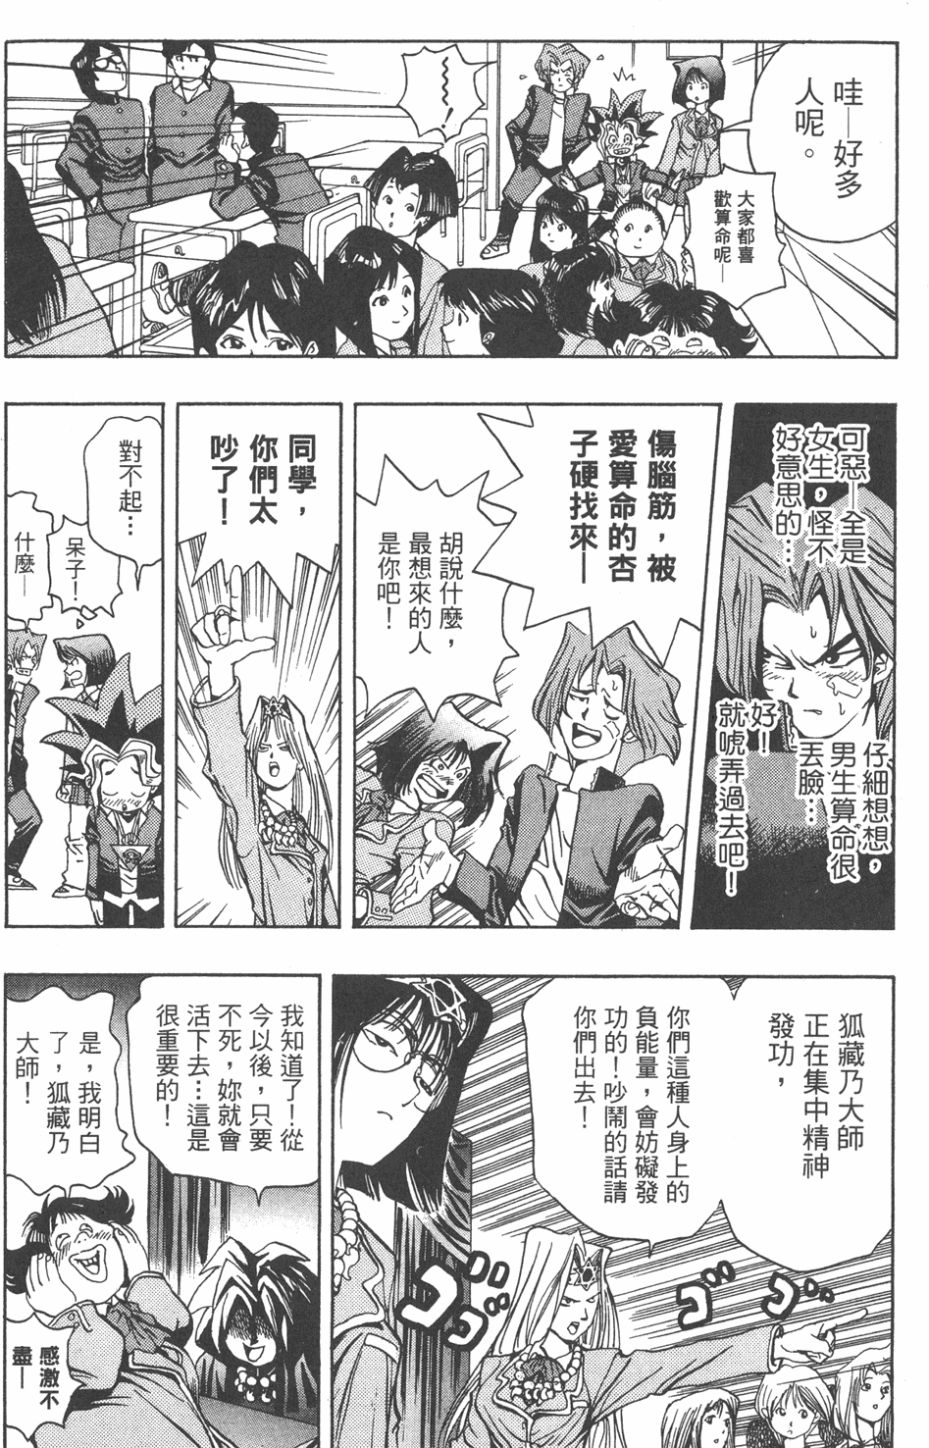 哇—好多
人呢。
大家都喜
歡算命呢—
可惡—全是
女生，怪不
好意思的…
仔細想想，
男生算命很
丟臉…
好！
就唬弄過去吧！
傷腦筋，被
愛算命的杏
子硬找來—
胡說什麼，
最想來的人
是你吧！
同學，
你們太
吵了！
對不起…
呆子！
什麼—
狐藏乃大師
正在集中精神
發功，
你們這種人身上的
負能量，會妨礙發
功的！吵鬧的話請
你們出去！
ゴゴ
ゴゴ
我知道了！從
今以後，只要
不死，妳就會
活下去…這是
很重要的！
是，我明白
了，狐藏乃
大師！
感激不
盡—